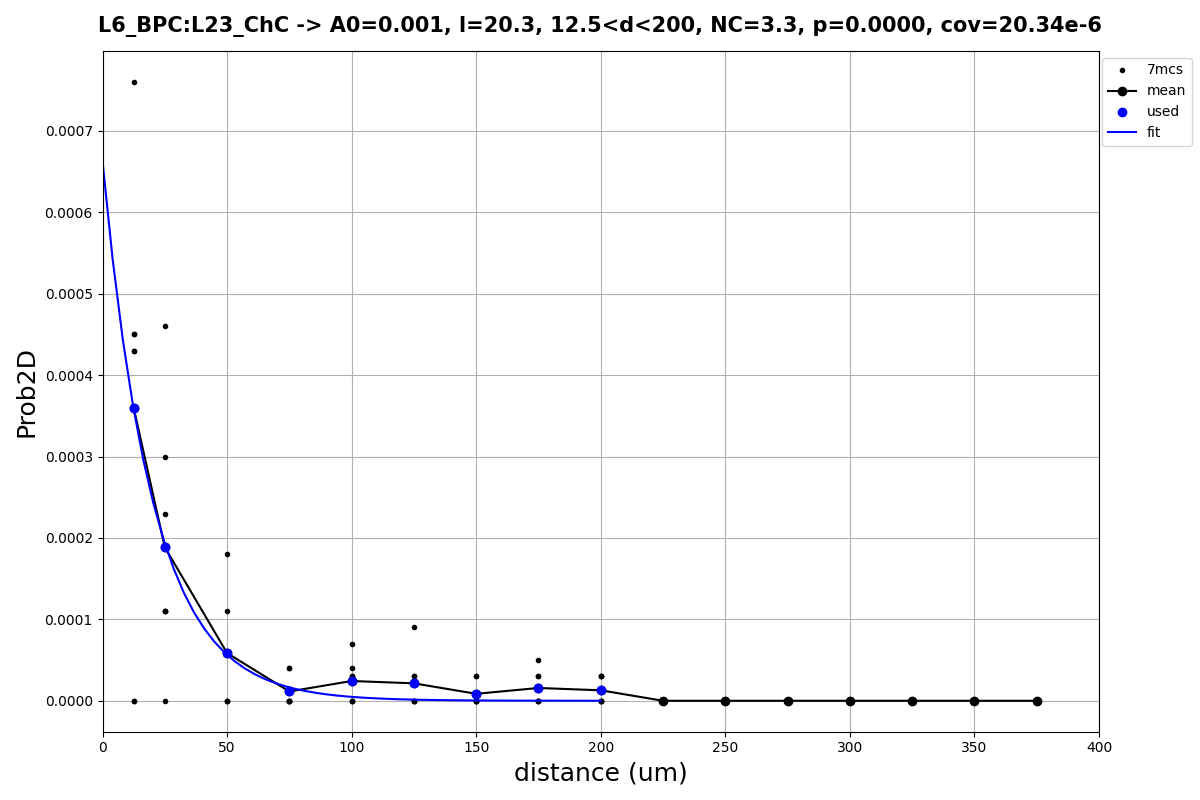 L6_BPC:L23_ChC -> A0=0.001, l=20.3, 12.5<d<200, NC=3.3, p=0.0000, cov=20.34e-6
7mcs
mean
used
fit
Prob2D
0.0007
0.0006
0.0005
0.0004
0.0003
0.0002
0.0001
0.0000
0 50 100 150 200 250 300 350 400
distance (um)